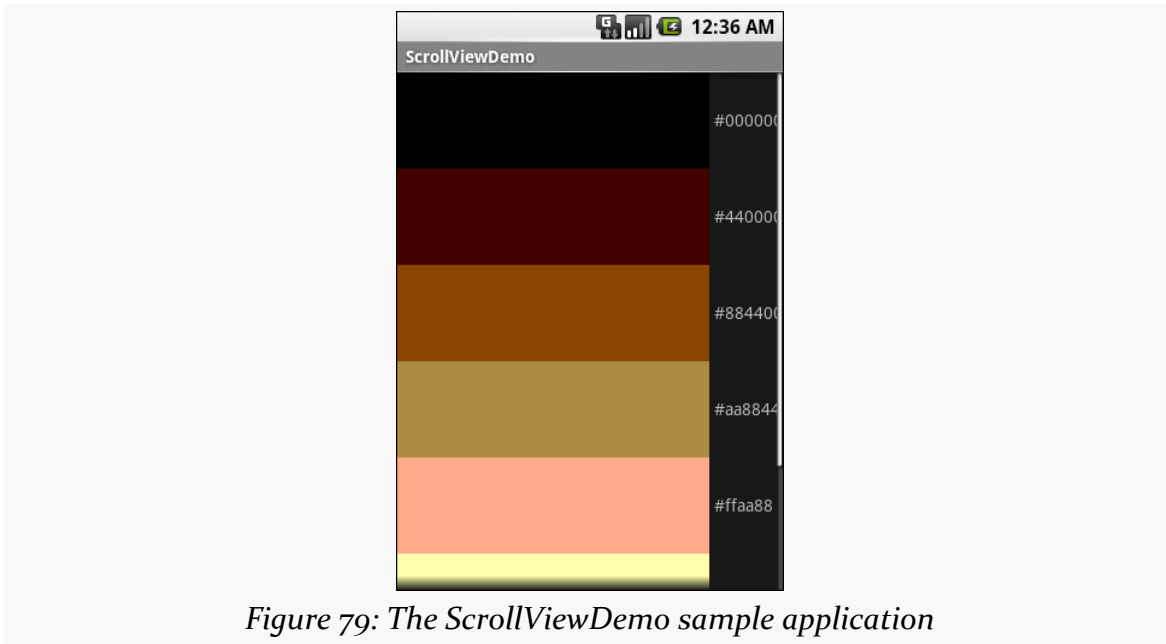 12:36 AM
ScrollViewDemo
#000000
#440000
#884400
#aa8844
#ffaa88
Figure 79: The ScrollViewDemo sample application